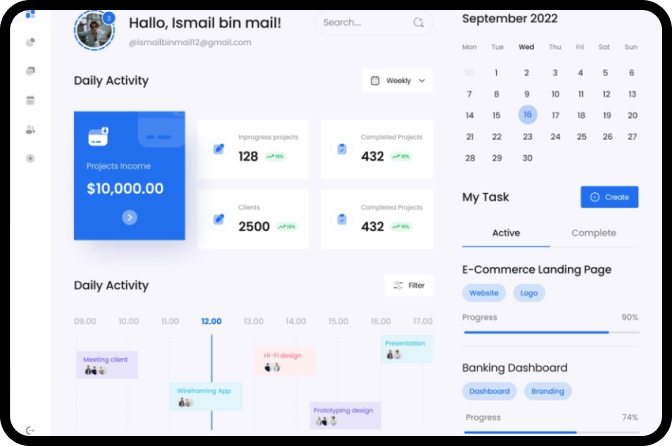 3
Hallo, Ismail bin mail!
@ismailbinmail12@gmail.com
Search...
Daily Activity
Weekly
Projects Income
$10,000.00
Inprogress projects
128
10%
Completed Projects
432
10%
Clients
2500
10%
Completed Projects
432
10%
Daily Activity
Filter
09.00 10.00 11.00 12.00 13.00 14.00 15.00 16.00 17.00
Presentation
Meeting client
Hi-Fi design
Wireframing App
Prototyping design
September 2022
Mon Tue Wed Thu Fri Sat Sun
1 2 3 4 5 6
7 8 9 10 11 12 13
14 15 16 17 18 19 20
21 22 23 24 25 26 27
28 29 30
My Task
Create
Active Complete
E-Commerce Landing Page
Website Logo
Progress 90%
Banking Dashboard
Dashboard Branding
Progress 74%